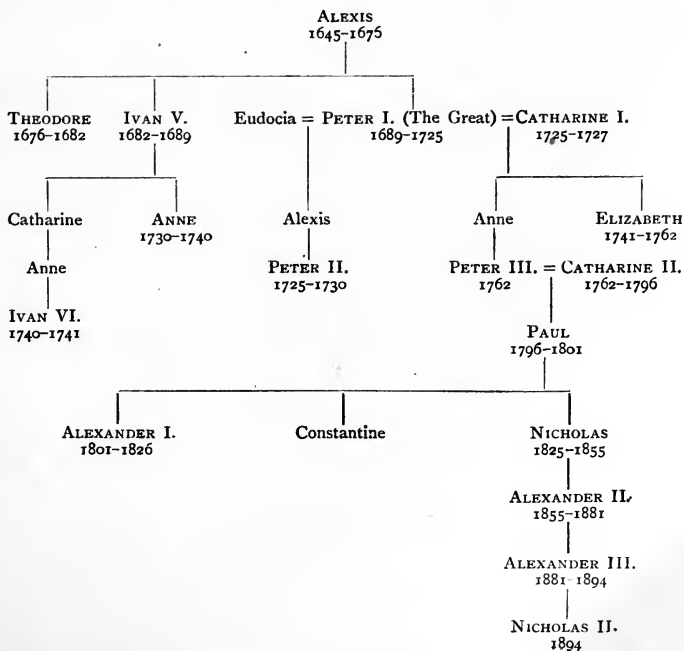 ALEXIS
1645-1676
THEODORE IVAN V. Eudocia = PETER I. (The Great) = CATHARINE I.
1676-1682 1682-1689 1689-1725 1725-1727
Catharine ANNE Alexis Anne ELIZABETH
1730-1740 1741-1762
Anne PETER II. PETER III. = CATHARINE II.
1725-1730 1762 1762-1796
IVAN VI.
1740-1741
PAUL
1796-1801
ALEXANDER I. Constantine NICHOLAS
1801-1826 1825-1855
ALEXANDER II.
1855-1881
ALEXANDER III.
1881-1894
NICHOLAS II.
1894